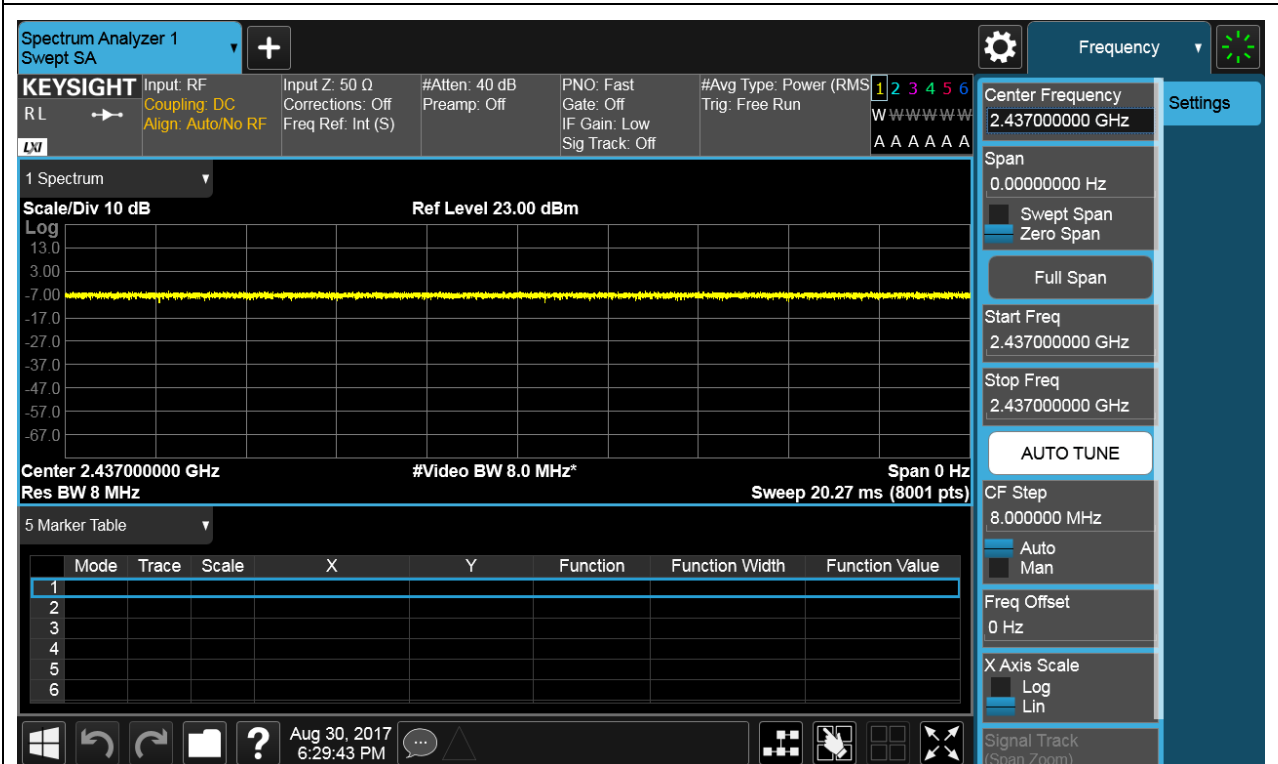 Spectrum Analyzer 1
Swept SA
+
Frequency
KEYSIGHT
RL
LXI
Input: RF
Coupling: DC
Align: Auto/No RF
Input Z: 50 Ω
Corrections: Off
Freq Ref: Int (S)
#Atten: 40 dB
Preamp: Off
PNO: Fast
Gate: Off
IF Gain: Low
Sig Track: Off
#Avg Type: Power (RMS
Trig: Free Run
1 2 3 4 5 6
W W W W W W
A A A A A A
1 Spectrum
Scale/Div 10 dB
Ref Level 23.00 dBm
Log
13.0
3.00
-7.00
-17.0
-27.0
-37.0
-47.0
-57.0
-67.0
Center 2.437000000 GHz
#Video BW 8.0 MHz*
Span 0 Hz
Res BW 8 MHz
Sweep 20.27 ms (8001 pts)
5 Marker Table
Mode Trace Scale X Y Function Function Width Function Value
1
2
3
4
5
6
?
Aug 30, 2017
6:29:43 PM
Center Frequency
2.437000000 GHz
Settings
Span
0.00000000 Hz
Swept Span
Zero Span
Full Span
Start Freq
2.437000000 GHz
Stop Freq
2.437000000 GHz
AUTO TUNE
CF Step
8.000000 MHz
Auto
Man
Freq Offset
0 Hz
X Axis Scale
Log
Lin
Signal Track
(Span Zoom)